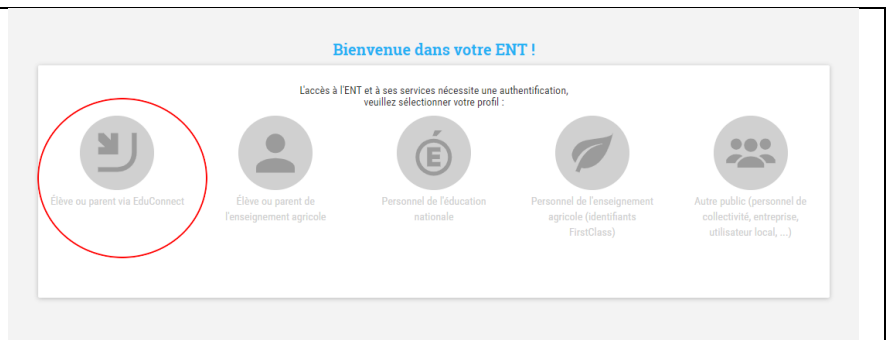 Bienvenue dans votre ENT !
L'accès à l'ENT et à ses services nécessite une authentification,
veuillez sélectionner votre profil :
É
Élève ou parent via EduConnect
Élève ou parent de
l'enseignement agricole
Personnel de l'éducation
nationale
Personnel de l'enseignement
agricole (identifiants
FirstClass)
Autre public (personnel de
collectivité, entreprise,
utilisateur local, ...)